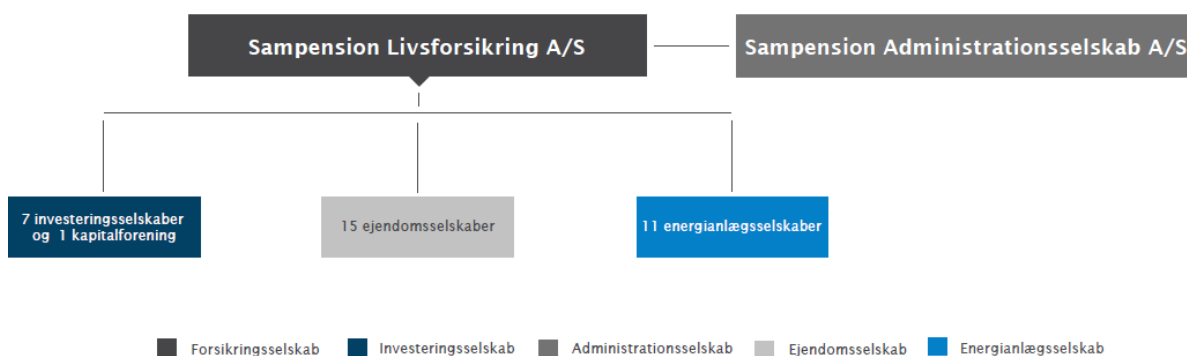 Sampension Livsforsikring A/S
Sampension Administrationsselskab A/S
7 investeringsselskaber
og 1 kapitalforening
15 ejendomsselskaber
11 energianlægsselskaber
Forsikringsselskab
Investeringsselskab
Administrationsselskab
Ejendomsselskab
Energianlægsselskab